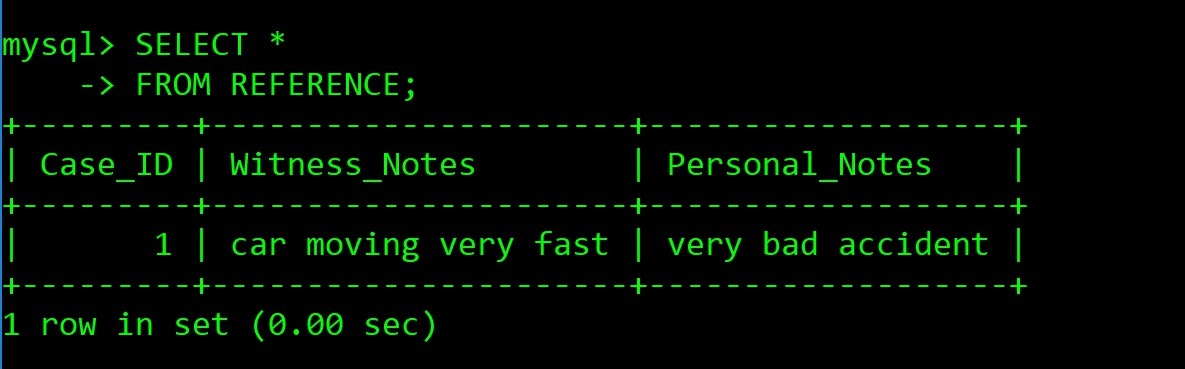 mysql> SELECT *
    -> FROM REFERENCE;
+---------+----------------------+-------------------+
| Case_ID | Witness_Notes        | Personal_Notes    |
+---------+----------------------+-------------------+
|       1 | car moving very fast | very bad accident |
+---------+----------------------+-------------------+
1 row in set (0.00 sec)